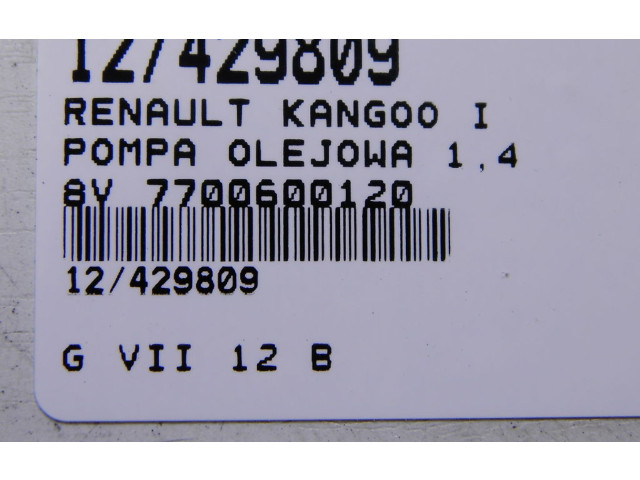 12/429809
RENAULT KANGOO I
POMPA OLEJOWA 1,4
8V 7700600120
12/429809
G VII 12 B